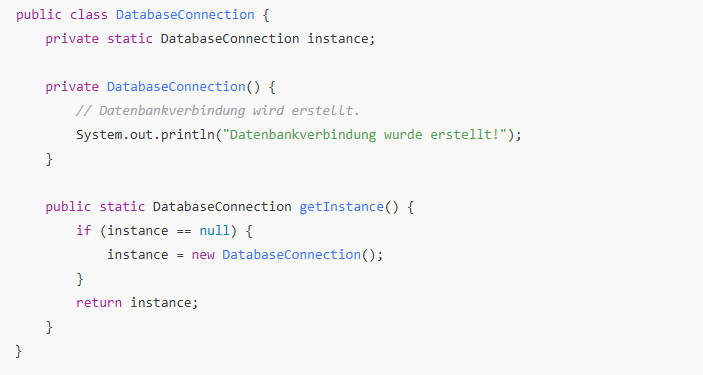 public class DatabaseConnection {
    private static DatabaseConnection instance;

    private DatabaseConnection() {
        // Datenbankverbindung wird erstellt.
        System.out.println("Datenbankverbindung wurde erstellt!");
    }

    public static DatabaseConnection getInstance() {
        if (instance == null) {
            instance = new DatabaseConnection();
        }
        return instance;
    }
}